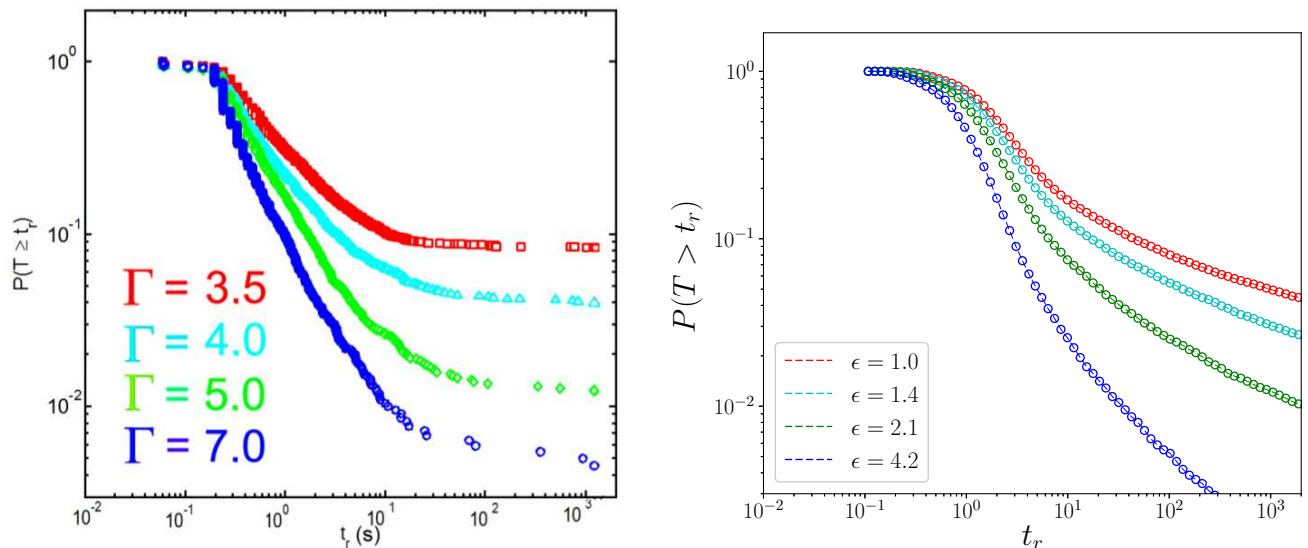 10^0
10^-1
10^-2
P(T ≥ t_r)
Γ = 3.5
Γ = 4.0
Γ = 5.0
Γ = 7.0
10^-2 10^-1 10^0 10^1 10^2 10^3
t_r (s)
10^0
10^-1
10^-2
P(T > t_r)
ϵ = 1.0
ϵ = 1.4
ϵ = 2.1
ϵ = 4.2
10^-2 10^-1 10^0 10^1 10^2 10^3
t_r